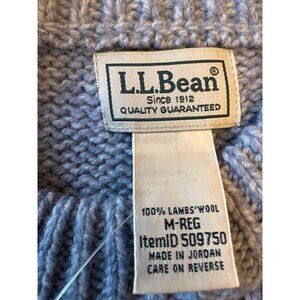 L.L.Bean®
Since 1912
QUALITY GUARANTEED
100% LAMBS' WOOL
M-REG
ItemID 509750
MADE IN JORDAN
CARE ON REVERSE